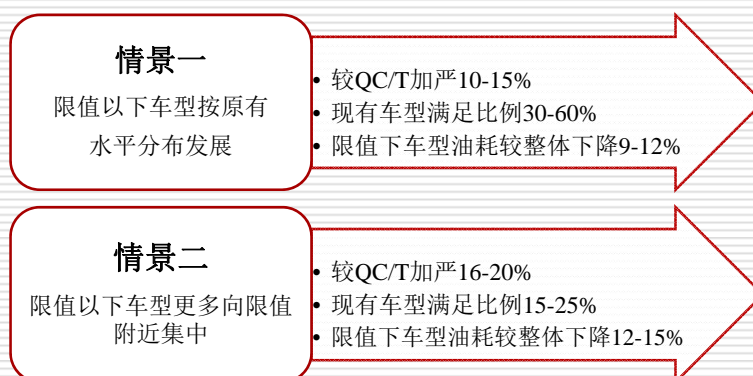 情景一
限值以下车型按原有
水平分布发展
• 较QC/T加严10-15%
• 现有车型满足比例30-60%
• 限值下车型油耗较整体下降9-12%
情景二
限值以下车型更多向限值
附近集中
• 较QC/T加严16-20%
• 现有车型满足比例15-25%
• 限值下车型油耗较整体下降12-15%